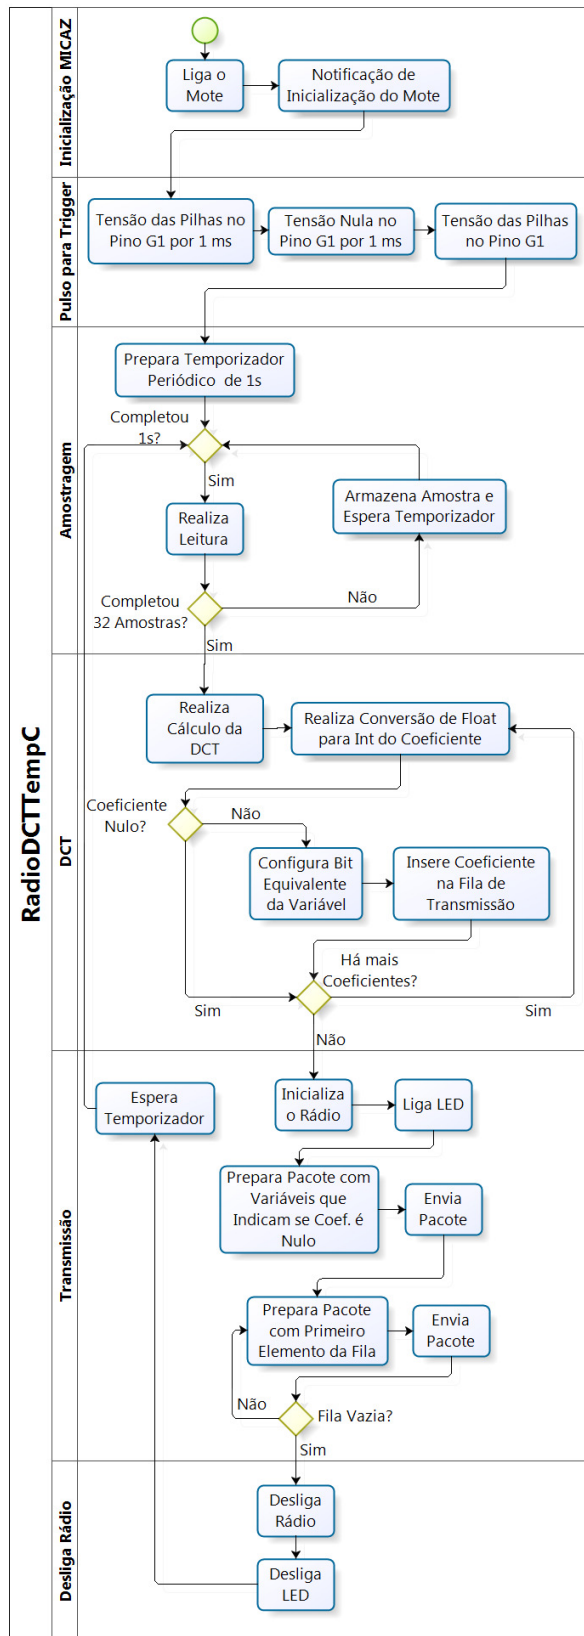 RadioDCTTempC
Inicialização MICAZ
Liga o
Mote
Notificação de
Inicialização do Mote
Pulso para Trigger
Tensão das Pilhas no
Pino G1 por 1 ms
Tensão Nula no
Pino G1 por 1 ms
Tensão das Pilhas
no Pino G1
Amostragem
Prepara Temporizador
Periódico de 1s
Completou
1s?
Sim
Realiza
Leitura
Armazena Amostra e
Espera Temporizador
Completou
32 Amostras?
Não
Sim
DCT
Realiza
Cálculo da
DCT
Realiza Conversão de Float
para Int do Coeficiente
Coeficiente
Nulo?
Não
Configura Bit
Equivalente
da Variável
Insere Coeficiente
na Fila de
Transmissão
Há mais
Coeficientes?
Sim
Sim
Não
Transmissão
Espera
Temporizador
Inicializa
o Rádio
Liga LED
Prepara Pacote com
Variáveis que
Indicam se Coef. é
Nulo
Envia
Pacote
Prepara Pacote
com Primeiro
Elemento da Fila
Envia
Pacote
Não
Fila Vazia?
Sim
Desliga Rádio
Desliga
Rádio
Desliga
LED